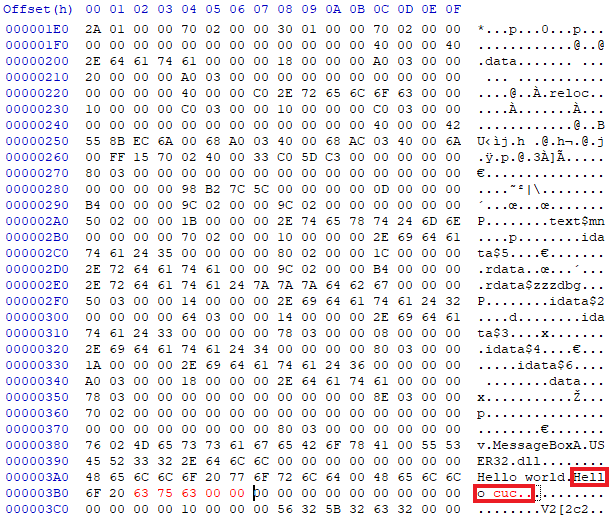 Offset(h) 00 01 02 03 04 05 06 07 08 09 0A 0B 0C 0D 0E 0F
000001E0 2A 01 00 00 70 02 00 00 30 01 00 00 70 02 00 00 *...p...0...p...
000001F0 00 00 00 00 00 00 00 00 00 00 00 00 40 00 00 40 ............@..@
00000200 2E 64 61 74 61 00 00 00 18 00 00 00 A0 03 00 00 .data....... ...
00000210 20 00 00 00 A0 03 00 00 00 00 00 00 00 00 00 00  ... ...........
00000220 00 00 00 00 40 00 00 C0 2E 72 65 6C 6F 63 00 00 ....@..À.reloc..
00000230 10 00 00 00 C0 03 00 00 10 00 00 00 C0 03 00 00 ....À.......À...
00000240 00 00 00 00 00 00 00 00 00 00 00 00 40 00 00 42 ............@..B
00000250 55 8B EC 6A 00 68 A0 03 40 00 68 AC 03 40 00 6A U‹ìj.h .@.h¬.@.j
00000260 00 FF 15 70 02 40 00 33 C0 5D C3 00 00 00 00 00 .ÿ.p.@.3À]Ã.....
00000270 80 03 00 00 00 00 00 00 00 00 00 00 00 00 00 00 €...............
00000280 00 00 00 00 98 B2 7C 5C 00 00 00 00 0D 00 00 00 ....˜²|\........
00000290 B4 00 00 00 9C 02 00 00 9C 02 00 00 00 00 00 00 ´...œ...œ.......
000002A0 50 02 00 00 1B 00 00 00 2E 74 65 78 74 24 6D 6E P........text$mn
000002B0 00 00 00 00 70 02 00 00 10 00 00 00 2E 69 64 61 ....p........ida
000002C0 74 61 24 35 00 00 00 00 80 02 00 00 1C 00 00 00 ta$5....€.......
000002D0 2E 72 64 61 74 61 00 00 9C 02 00 00 B4 00 00 00 .rdata..œ...´...
000002E0 2E 72 64 61 74 61 24 7A 7A 7A 64 62 67 00 00 00 .rdata$zzzdbg...
000002F0 50 03 00 00 14 00 00 00 2E 69 64 61 74 61 24 32 P........idata$2
00000300 00 00 00 00 64 03 00 00 14 00 00 00 2E 69 64 61 ....d........ida
00000310 74 61 24 33 00 00 00 00 78 03 00 00 08 00 00 00 ta$3....x.......
00000320 2E 69 64 61 74 61 24 34 00 00 00 00 80 03 00 00 .idata$4....€...
00000330 1A 00 00 00 2E 69 64 61 74 61 24 36 00 00 00 00 .....idata$6....
00000340 A0 03 00 00 18 00 00 00 2E 64 61 74 61 00 00 00  ........data...
00000350 78 03 00 00 00 00 00 00 00 00 00 00 8E 03 00 00 x...........Ž...
00000360 70 02 00 00 00 00 00 00 00 00 00 00 00 00 00 00 p...............
00000370 00 00 00 00 00 00 00 00 80 03 00 00 00 00 00 00 ........€.......
00000380 76 02 4D 65 73 73 61 67 65 42 6F 78 41 00 55 53 v.MessageBoxA.US
00000390 45 52 33 32 2E 64 6C 6C 00 00 00 00 00 00 00 00 ER32.dll........
000003A0 48 65 6C 6C 6F 20 77 6F 72 6C 64 00 48 65 6C 6C Hello world.Hell
000003B0 6F 20 63 75 63 00 00 00 00 00 00 00 00 00 00 00 o cuc...........
000003C0 00 00 00 00 10 00 00 00 56 32 5B 32 63 32 00 00 ........V2[2c2..